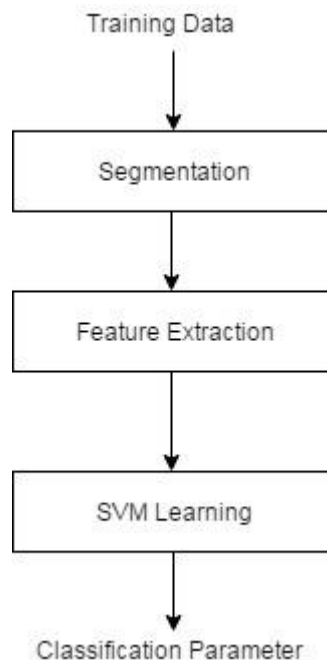 Training Data
Segmentation
Feature Extraction
SVM Learning
Classification Parameter